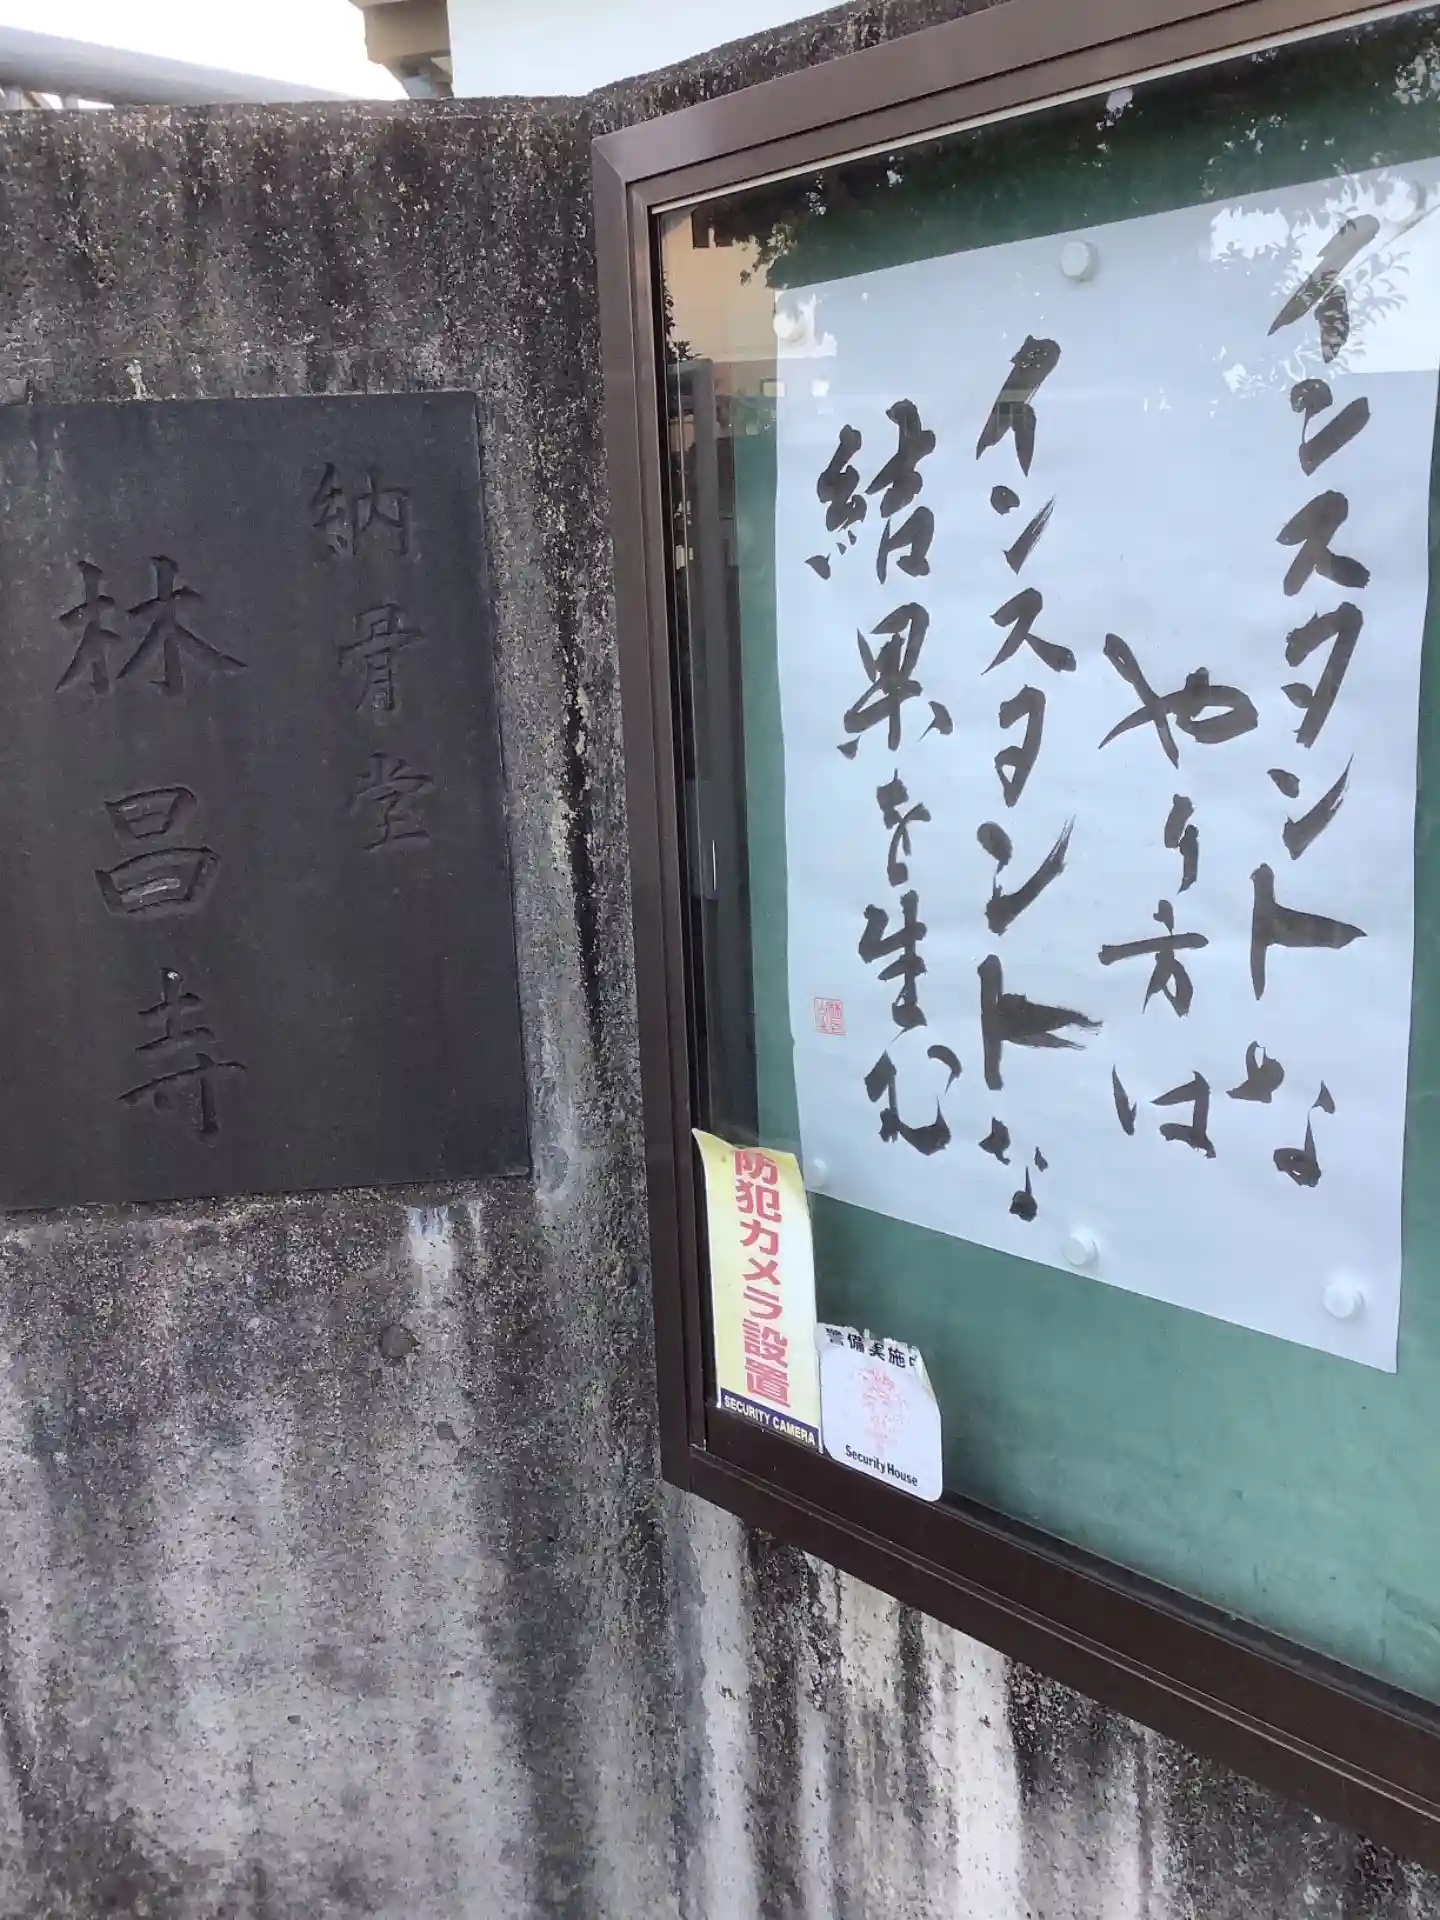 インスタントな
やり方は
インスタントな
結果を生む
納骨堂
林昌寺
防犯カメラ設置
SECURITY CAMERA
警備実施中
Security House